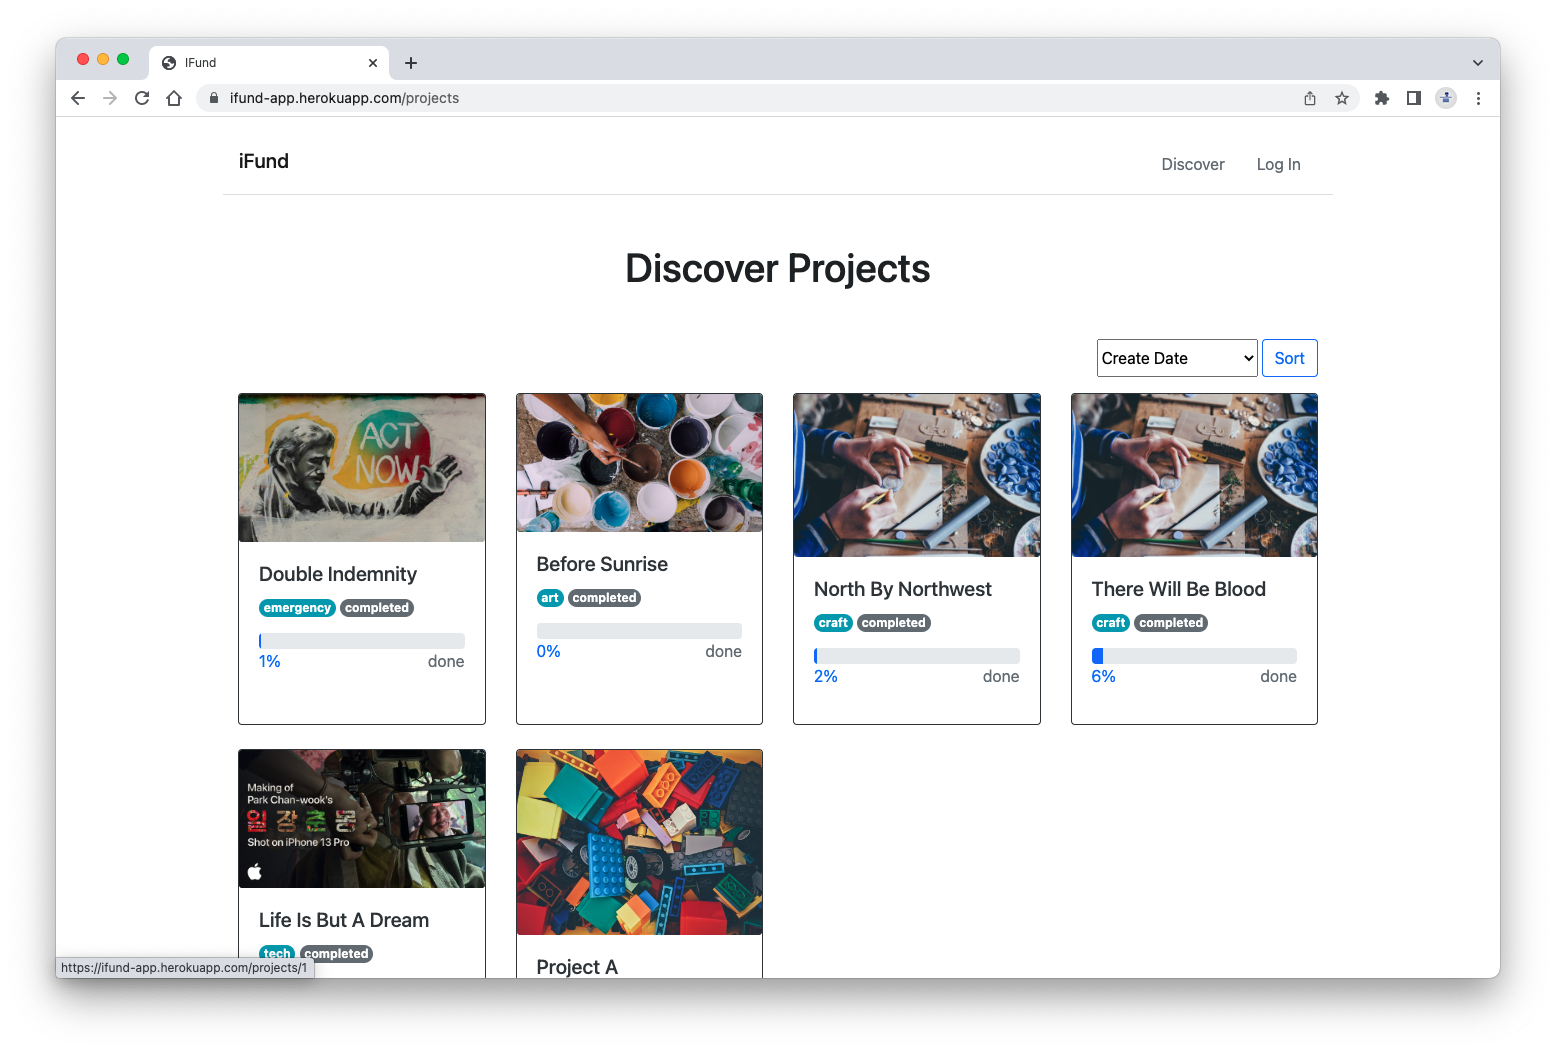 IFund
ifund-app.herokuapp.com/projects
iFund
Discover
Log In
Discover Projects
Create Date
Sort
ACT
NOW
Double Indemnity
emergency completed
1% done
Before Sunrise
art completed
0% done
North By Northwest
craft completed
2% done
There Will Be Blood
craft completed
6% done
Making of
Park Chan-wook's
일장춘몽
Shot on iPhone 13 Pro
Life Is But A Dream
tech completed
Project A
https://ifund-app.herokuapp.com/projects/1